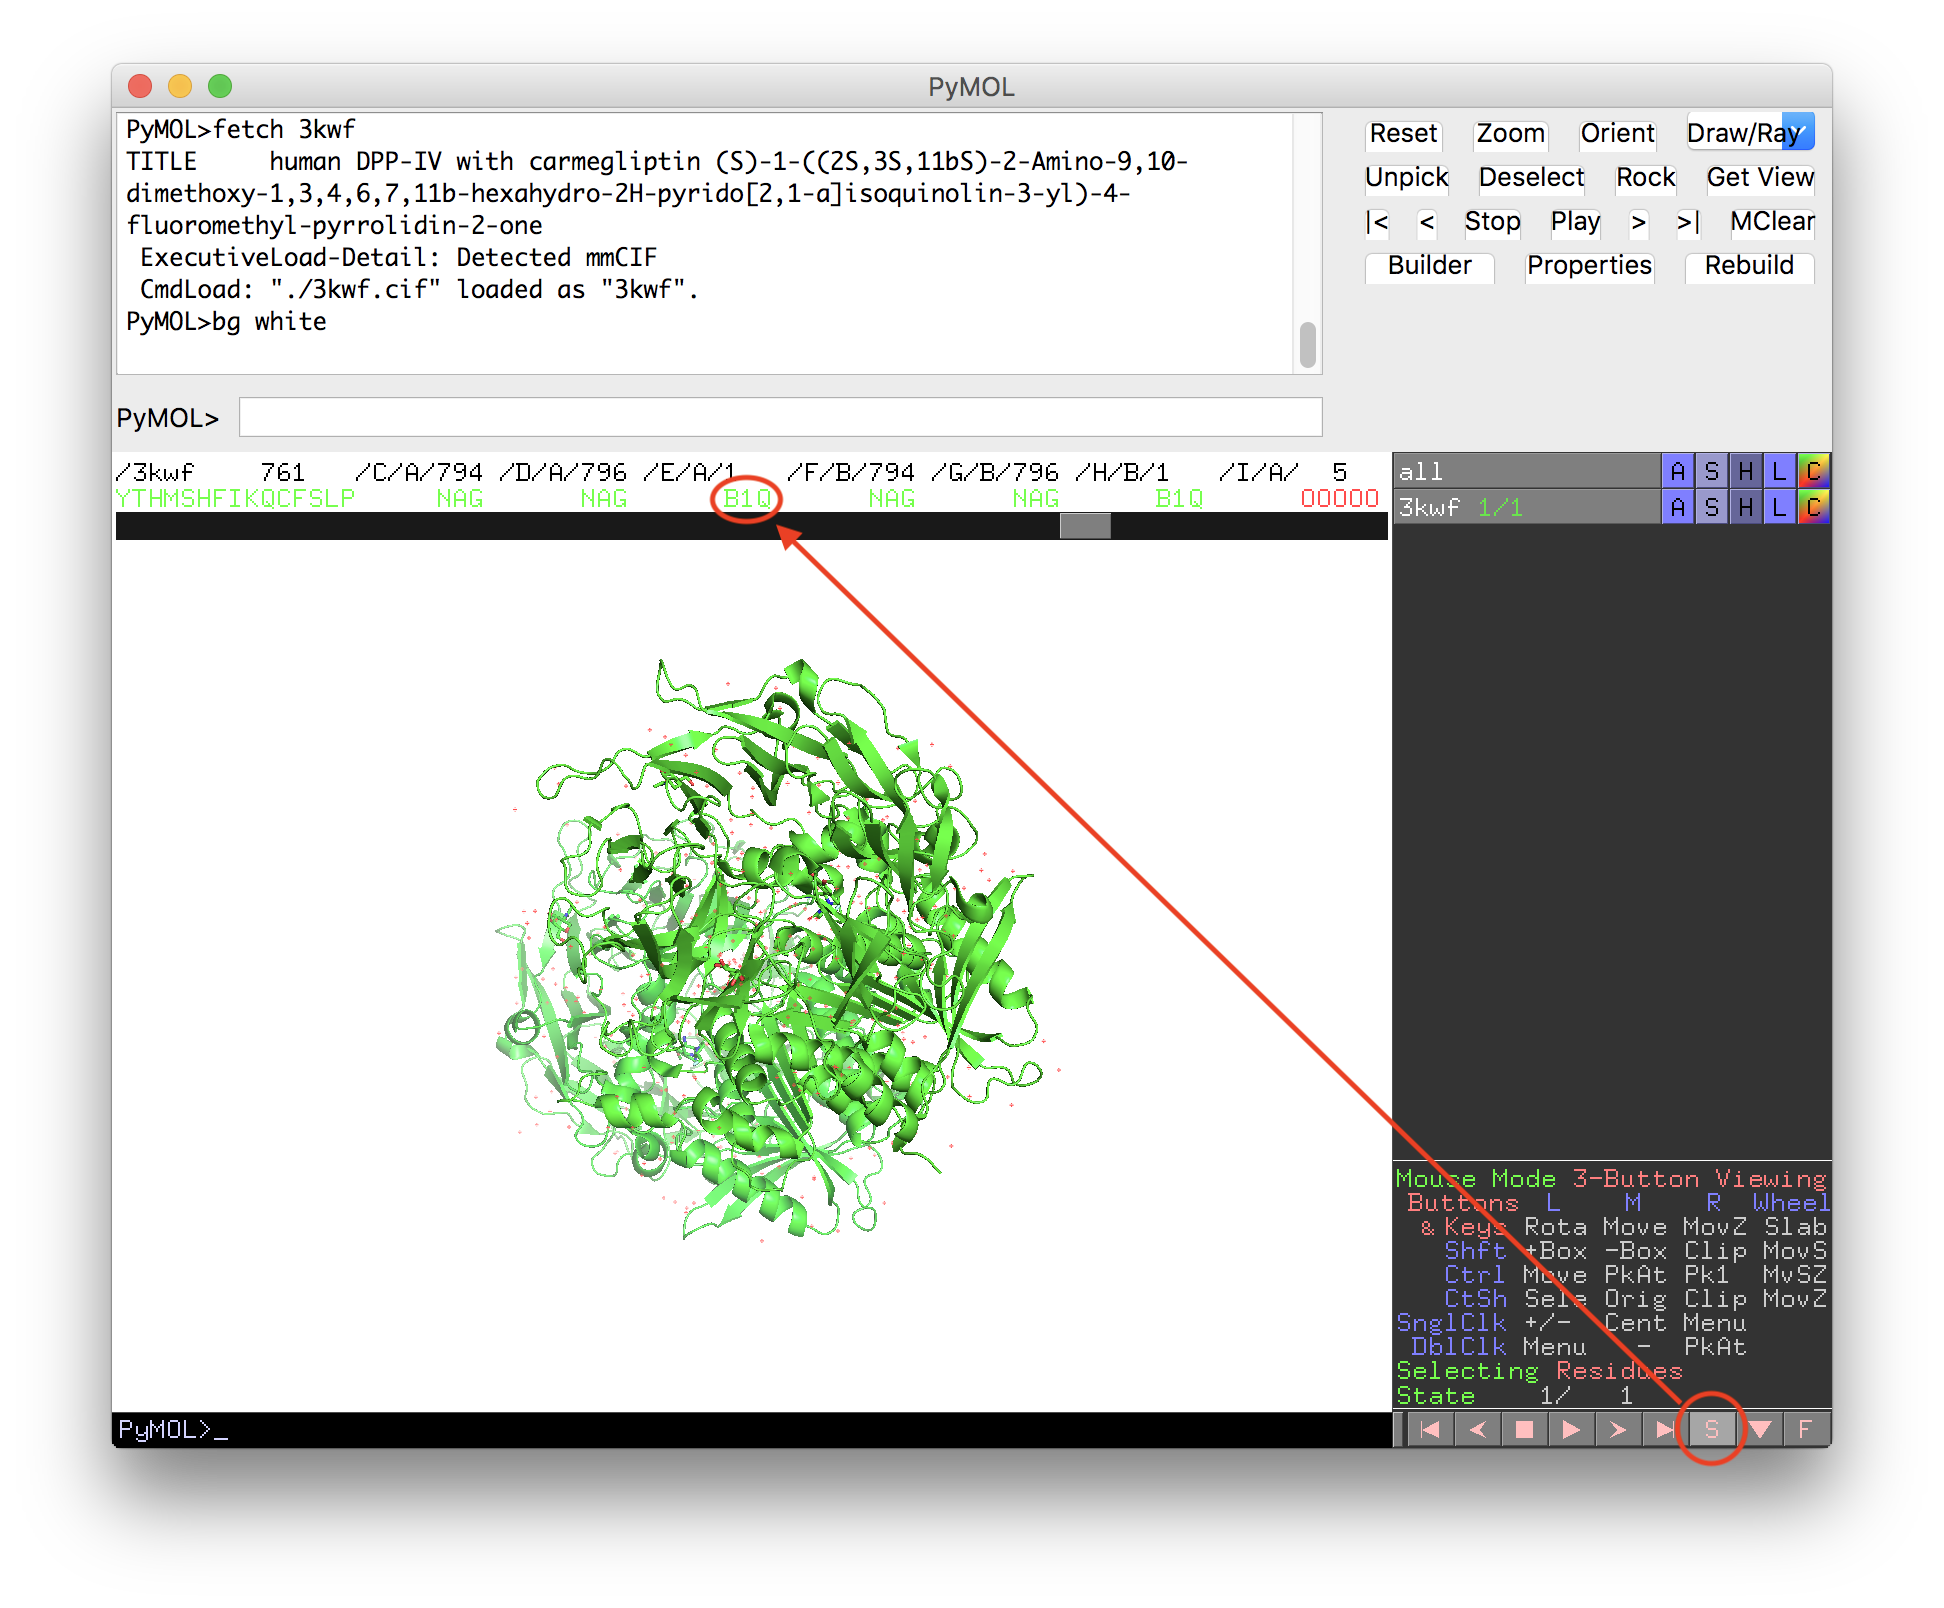 PyMOL
PyMOL>fetch 3kwf
TITLE     human DPP-IV with carmegliptin (S)-1-((2S,3S,11bS)-2-Amino-9,10-
dimethoxy-1,3,4,6,7,11b-hexahydro-2H-pyrido[2,1-a]isoquinolin-3-yl)-4-
fluoromethyl-pyrrolidin-2-one
 ExecutiveLoad-Detail: Detected mmCIF
 CmdLoad: "./3kwf.cif" loaded as "3kwf".
PyMOL>bg white
Reset Zoom Orient Draw/Ray
Unpick Deselect Rock Get View
|< < Stop Play > >| MClear
Builder Properties Rebuild
PyMOL>
/3kwf 761 /C/A/794 /D/A/796 /E/A/1 /F/B/794 /G/B/796 /H/B/1 /I/A/ 5
YTHMSHFIKQCFSLP NAG NAG B1Q NAG NAG B1Q OOOOO
all A S H L C
3kwf 1/1 A S H L C
Mouse Mode 3-Button Viewing
Buttons L M R Wheel
& Keys Rota Move MovZ Slab
Shft +Box -Box Clip MovS
Ctrl Move PkAt Pk1 MvSZ
CtSh Sele Orig Clip MovZ
SnglClk +/- Cent Menu
DblClk Menu - PkAt
Selecting Residues
State 1/ 1
PyMOL>_
S F